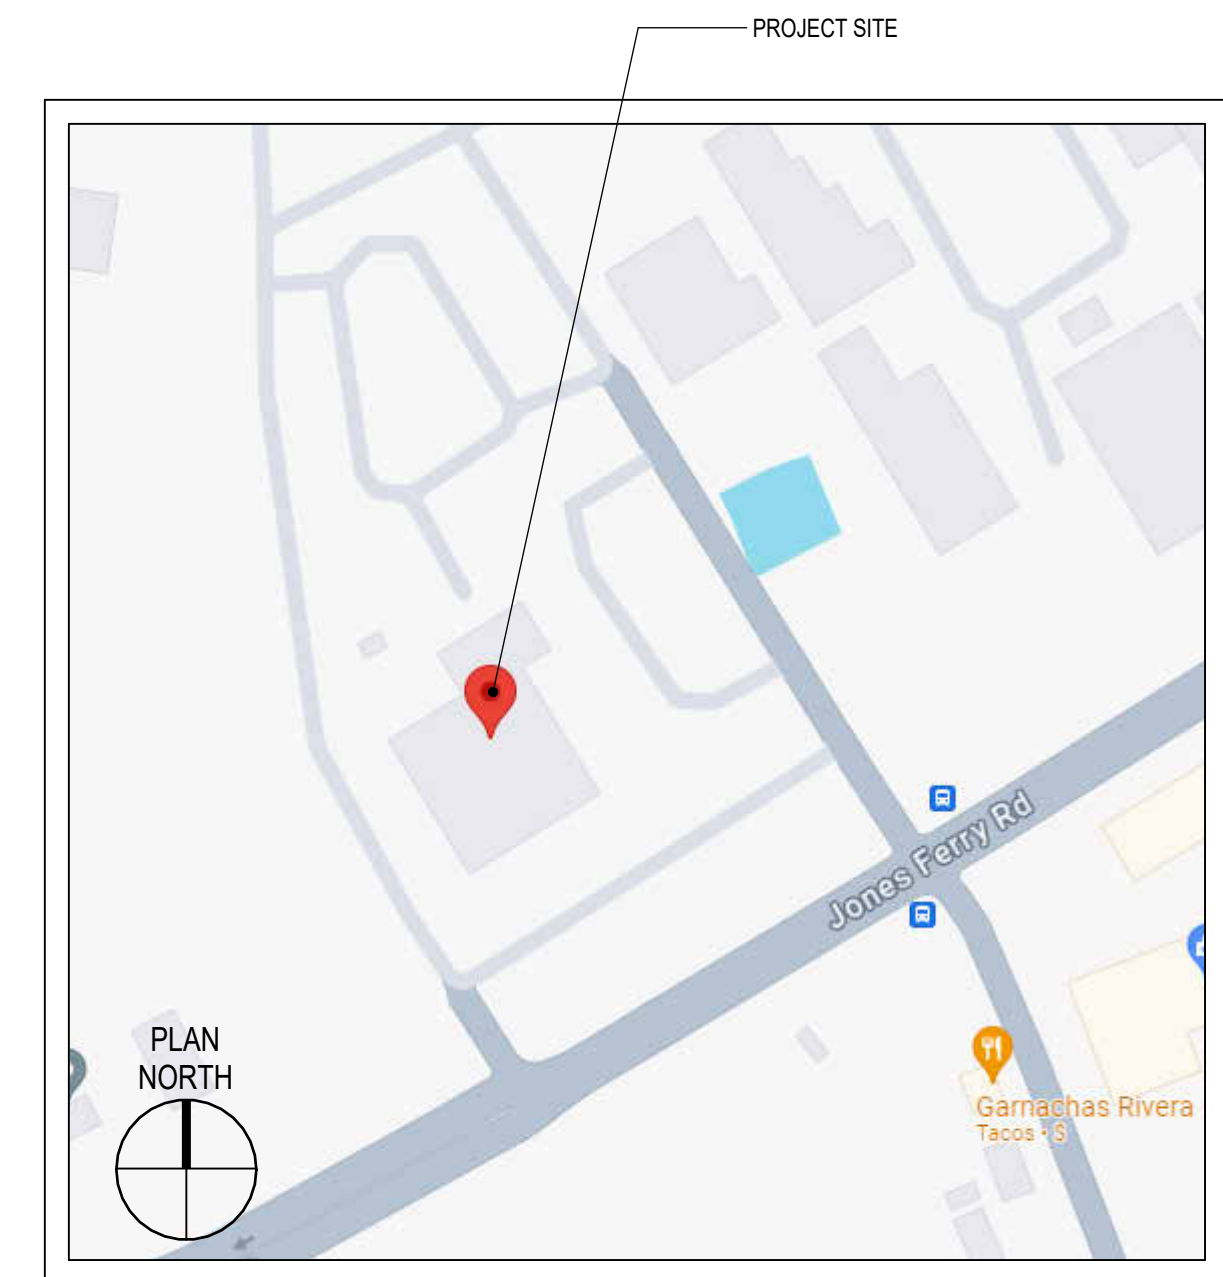 PROJECT SITE
Jones Ferry Rd
PLAN
NORTH
Garnachas Rivera
Tacos • $